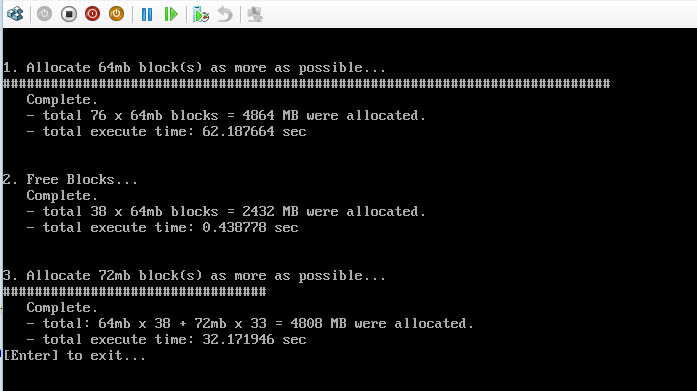 1. Allocate 64mb block(s) as more as possible...
############################################################################
Complete.
- total 76 x 64mb blocks = 4864 MB were allocated.
- total execute time: 62.187664 sec
2. Free Blocks...
Complete.
- total 38 x 64mb blocks = 2432 MB were allocated.
- total execute time: 0.438778 sec
3. Allocate 72mb block(s) as more as possible...
#################################
Complete.
- total: 64mb x 38 + 72mb x 33 = 4808 MB were allocated.
- total execute time: 32.171946 sec
[Enter] to exit...